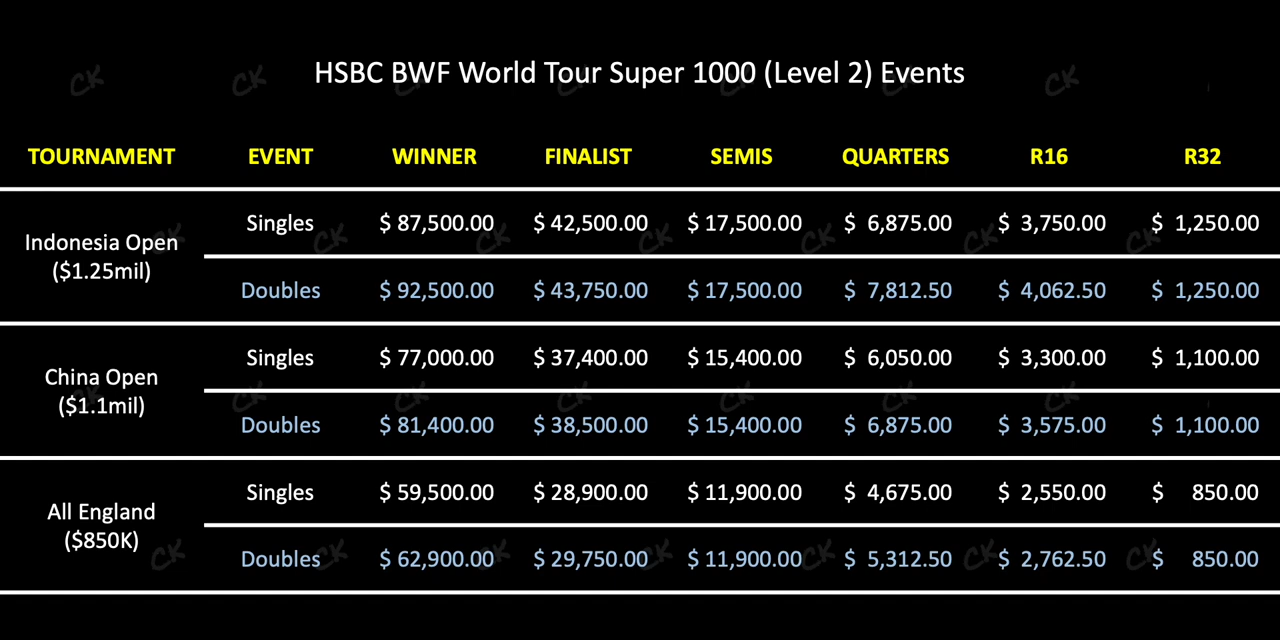 HSBC BWF World Tour Super 1000 (Level 2) Events
TOURNAMENT EVENT WINNER FINALIST SEMIS QUARTERS R16 R32
Indonesia Open
($1.25mil)
Singles $ 87,500.00 $ 42,500.00 $ 17,500.00 $ 6,875.00 $ 3,750.00 $ 1,250.00
Doubles $ 92,500.00 $ 43,750.00 $ 17,500.00 $ 7,812.50 $ 4,062.50 $ 1,250.00
China Open
($1.1mil)
Singles $ 77,000.00 $ 37,400.00 $ 15,400.00 $ 6,050.00 $ 3,300.00 $ 1,100.00
Doubles $ 81,400.00 $ 38,500.00 $ 15,400.00 $ 6,875.00 $ 3,575.00 $ 1,100.00
All England
($850K)
Singles $ 59,500.00 $ 28,900.00 $ 11,900.00 $ 4,675.00 $ 2,550.00 $ 850.00
Doubles $ 62,900.00 $ 29,750.00 $ 11,900.00 $ 5,312.50 $ 2,762.50 $ 850.00
CK